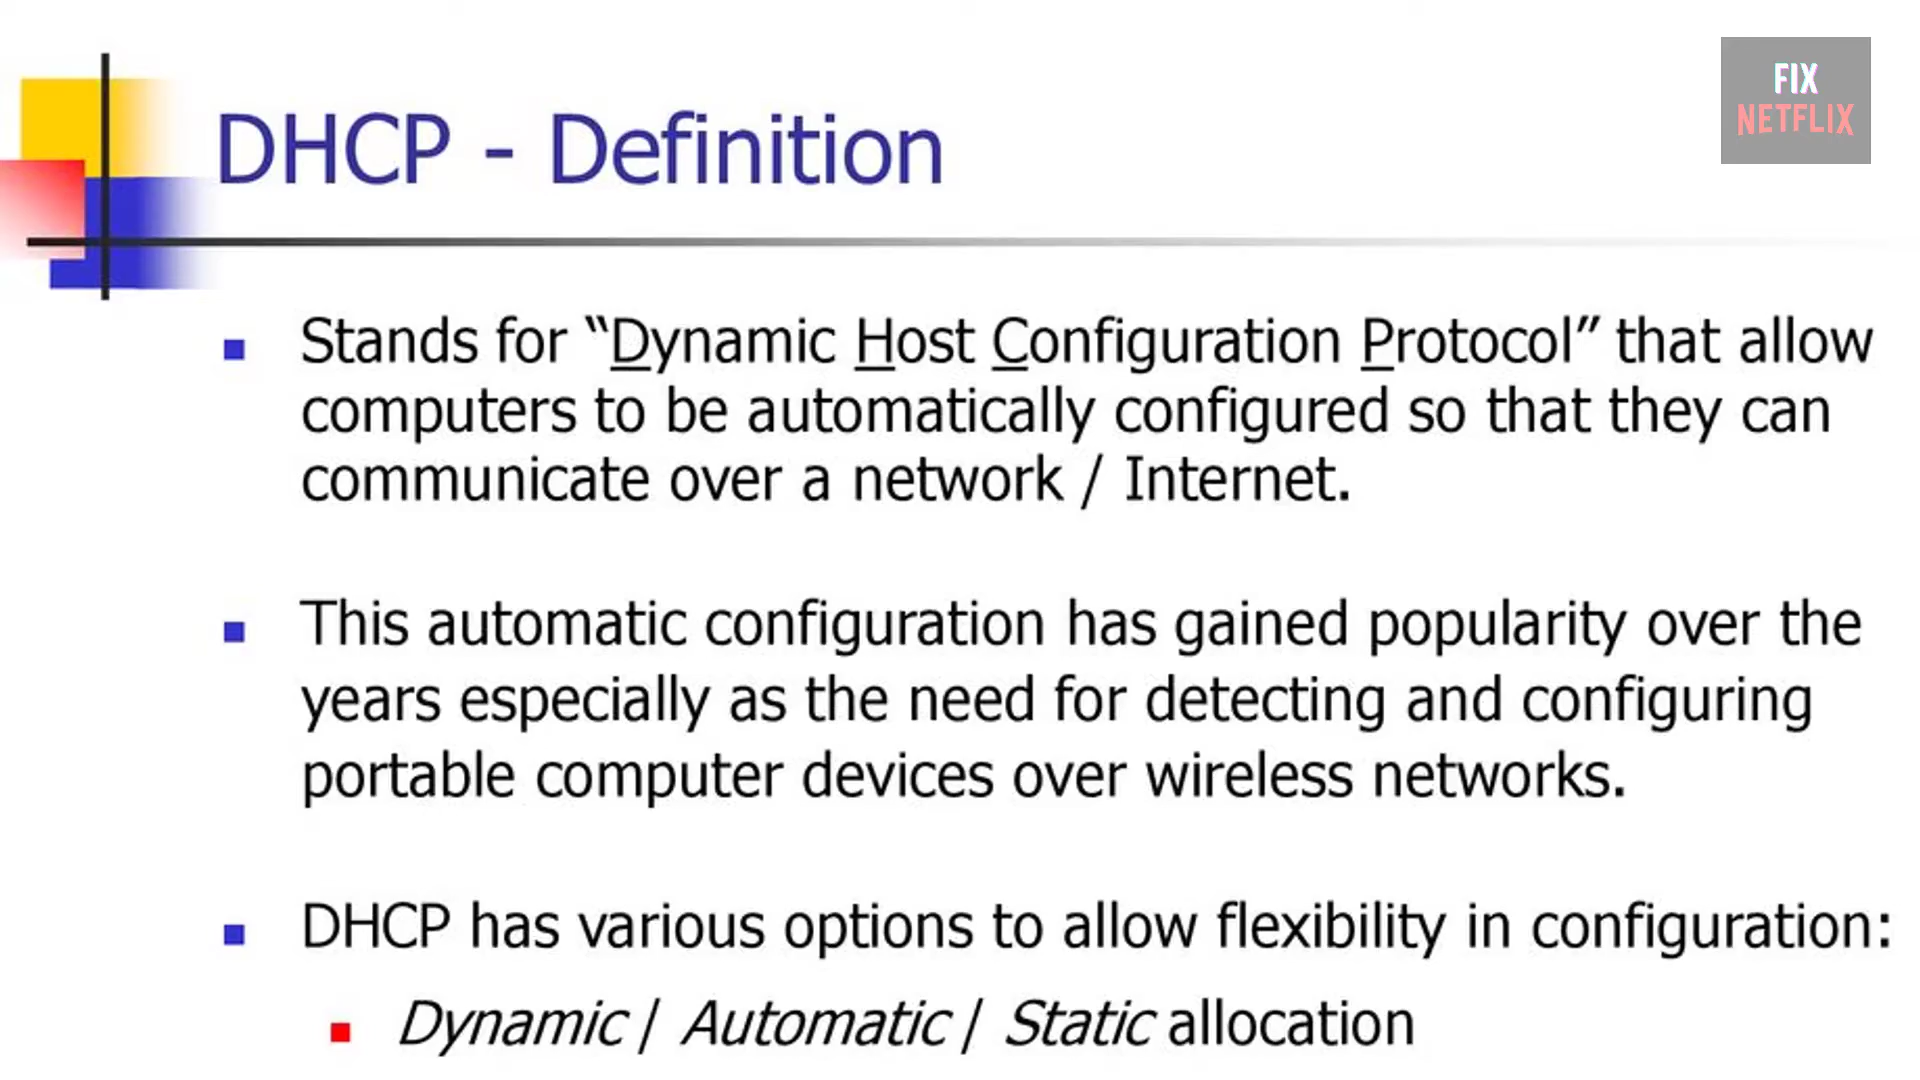 FIX
NETFLIX
DHCP - Definition
Stands for “Dynamic Host Configuration Protocol” that allow
computers to be automatically configured so that they can
communicate over a network / Internet.
This automatic configuration has gained popularity over the
years especially as the need for detecting and configuring
portable computer devices over wireless networks.
DHCP has various options to allow flexibility in configuration:
Dynamic / Automatic / Static allocation